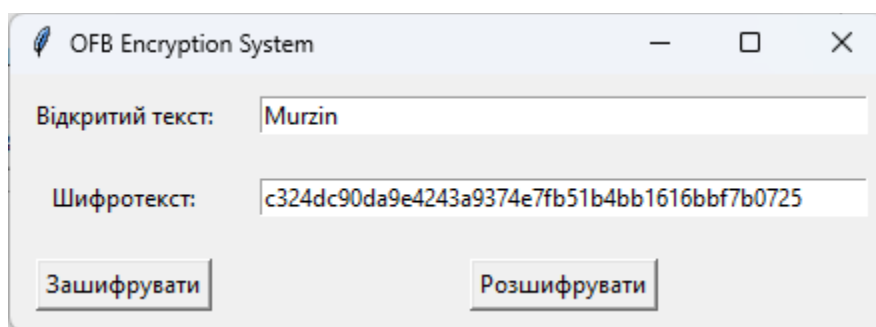 OFB Encryption System
Відкритий текст: Murzin
Шифротекст: c324dc90da9e4243a9374e7fb51b4bb1616bbf7b0725
Зашифрувати Розшифрувати